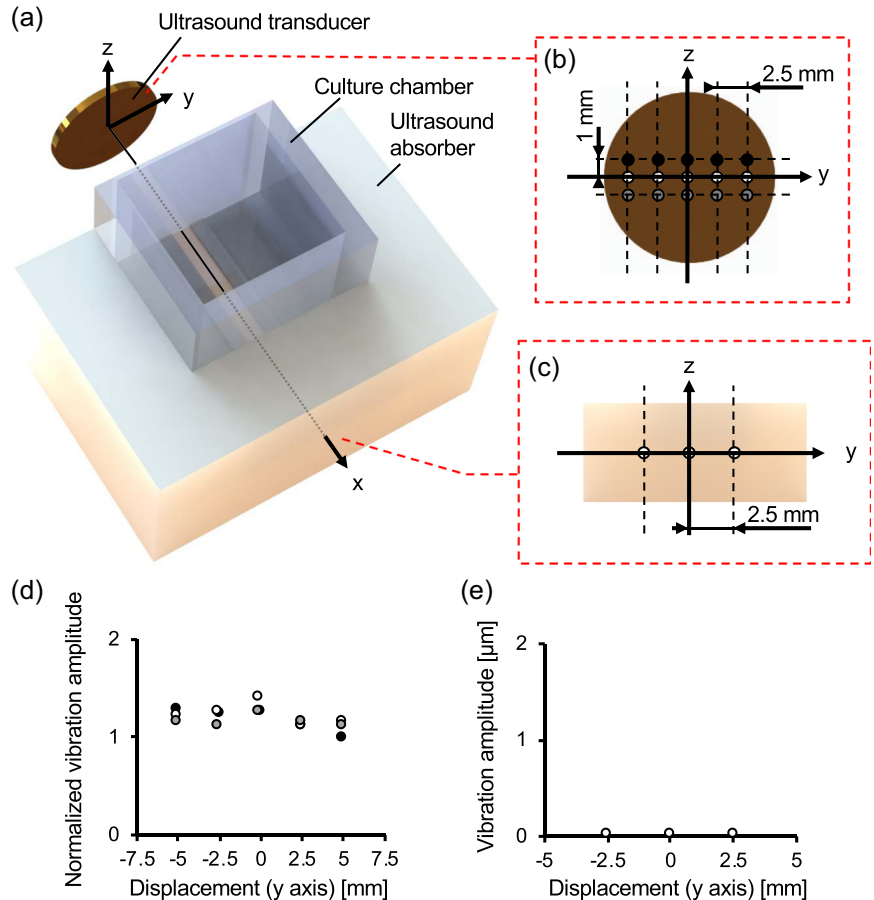 (a)
Ultrasound transducer
z
y
Culture chamber
Ultrasound
absorber
x
(b)
z
2.5 mm
1 mm
y
(c)
z
y
2.5 mm
(d)
Normalized vibration amplitude
2
1
0
-7.5 -5 -2.5 0 2.5 5 7.5
Displacement (y axis) [mm]
(e)
Vibration amplitude [μm]
2
1
0
-5 -2.5 0 2.5 5
Displacement (y axis) [mm]